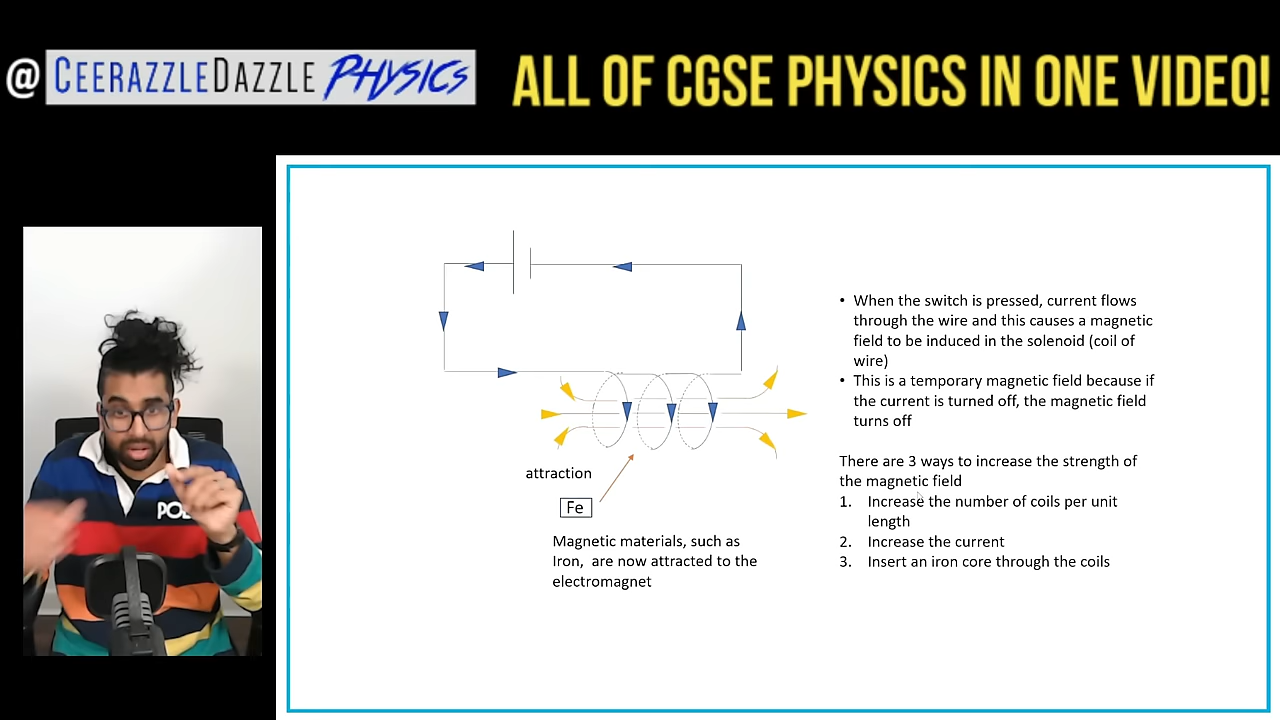 @ CEERAZZLEDAZZLE PHYSICS
ALL OF CGSE PHYSICS IN ONE VIDEO!
• When the switch is pressed, current flows
through the wire and this causes a magnetic
field to be induced in the solenoid (coil of
wire)
• This is a temporary magnetic field because if
the current is turned off, the magnetic field
turns off
There are 3 ways to increase the strength of
the magnetic field
1. Increase the number of coils per unit
length
2. Increase the current
3. Insert an iron core through the coils
attraction
Fe
Magnetic materials, such as
Iron, are now attracted to the
electromagnet